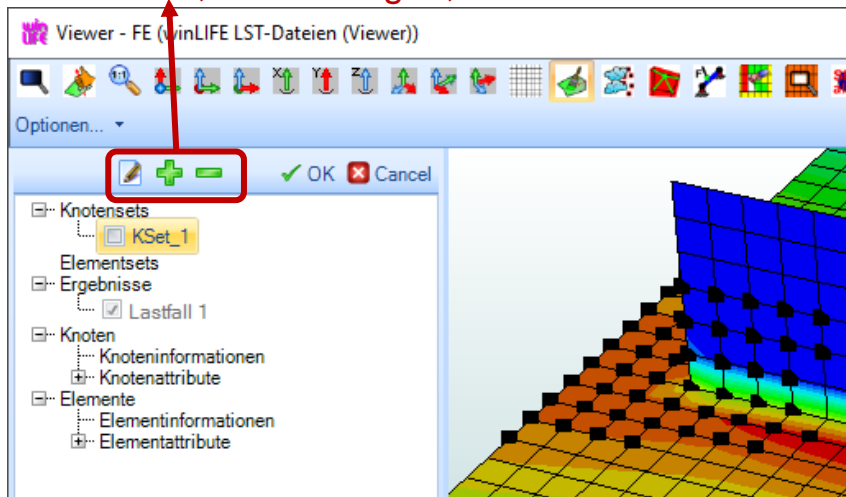 Viewer - FE (winLIFE LST-Dateien (Viewer))
Optionen...
OK Cancel
Knotensets
KSet_1
Elementsets
Ergebnisse
Lastfall 1
Knoten
Knoteninformationen
Knotenattribute
Elemente
Elementinformationen
Elementattribute